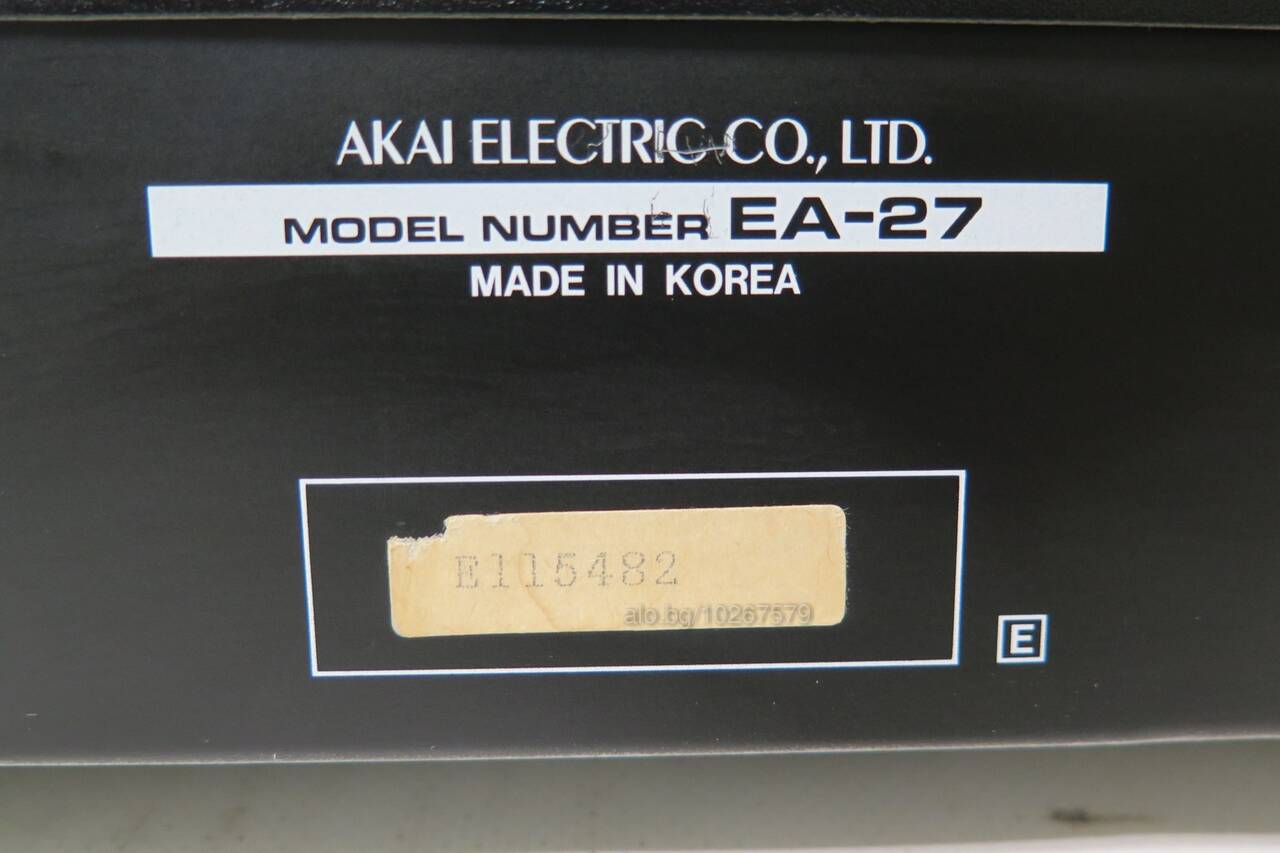 AKAI ELECTRIC CO., LTD.
MODEL NUMBER EA-27
MADE IN KOREA
E115482
alo.bg/10267579
E